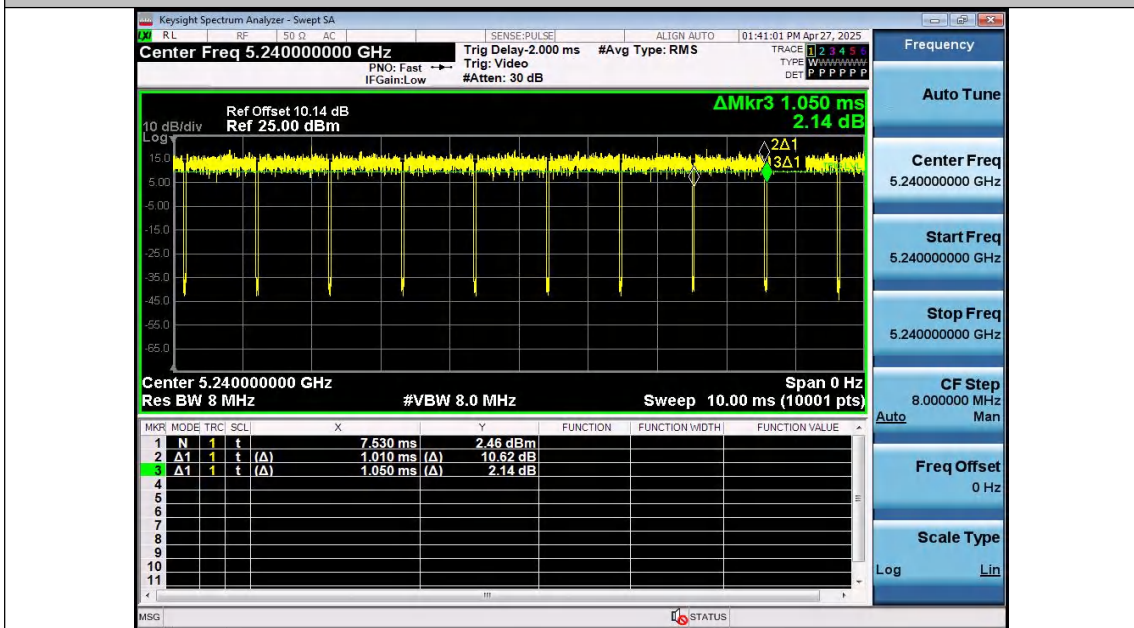 Keysight Spectrum Analyzer - Swept SA
LXI RL RF 50 Ω AC SENSE:PULSE ALIGN AUTO 01:41:01 PM Apr 27, 2025
Center Freq 5.240000000 GHz
PNO: Fast
IFGain:Low
Trig Delay-2.000 ms
Trig: Video
#Atten: 30 dB
#Avg Type: RMS
TRACE 1 2 3 4 5 6
TYPE WWWWWW
DET P P P P P P
ΔMkr3 1.050 ms
2.14 dB
Ref Offset 10.14 dB
10 dB/div Ref 25.00 dBm
Log
15.0
5.00
-5.00
-15.0
-25.0
-35.0
-45.0
-55.0
-65.0
2Δ1
3Δ1
Center 5.240000000 GHz Span 0 Hz
Res BW 8 MHz #VBW 8.0 MHz Sweep 10.00 ms (10001 pts)
MKR MODE TRC SCL X Y FUNCTION FUNCTION WIDTH FUNCTION VALUE
1 N 1 t 7.530 ms 2.46 dBm
2 Δ1 1 t (Δ) 1.010 ms (Δ) 10.62 dB
3 Δ1 1 t (Δ) 1.050 ms (Δ) 2.14 dB
4
5
6
7
8
9
10
11
MSG STATUS
Frequency
Auto Tune
Center Freq
5.240000000 GHz
Start Freq
5.240000000 GHz
Stop Freq
5.240000000 GHz
CF Step
8.000000 MHz
Auto Man
Freq Offset
0 Hz
Scale Type
Log Lin